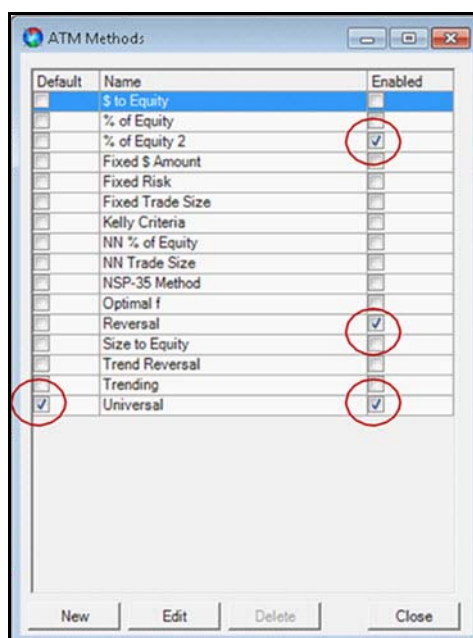 ATM Methods
Default Name Enabled
$ to Equity
% of Equity
% of Equity 2
Fixed $ Amount
Fixed Risk
Fixed Trade Size
Kelly Criteria
NN % of Equity
NN Trade Size
NSP-35 Method
Optimal f
Reversal
Size to Equity
Trend Reversal
Trending
Universal
New Edit Delete Close